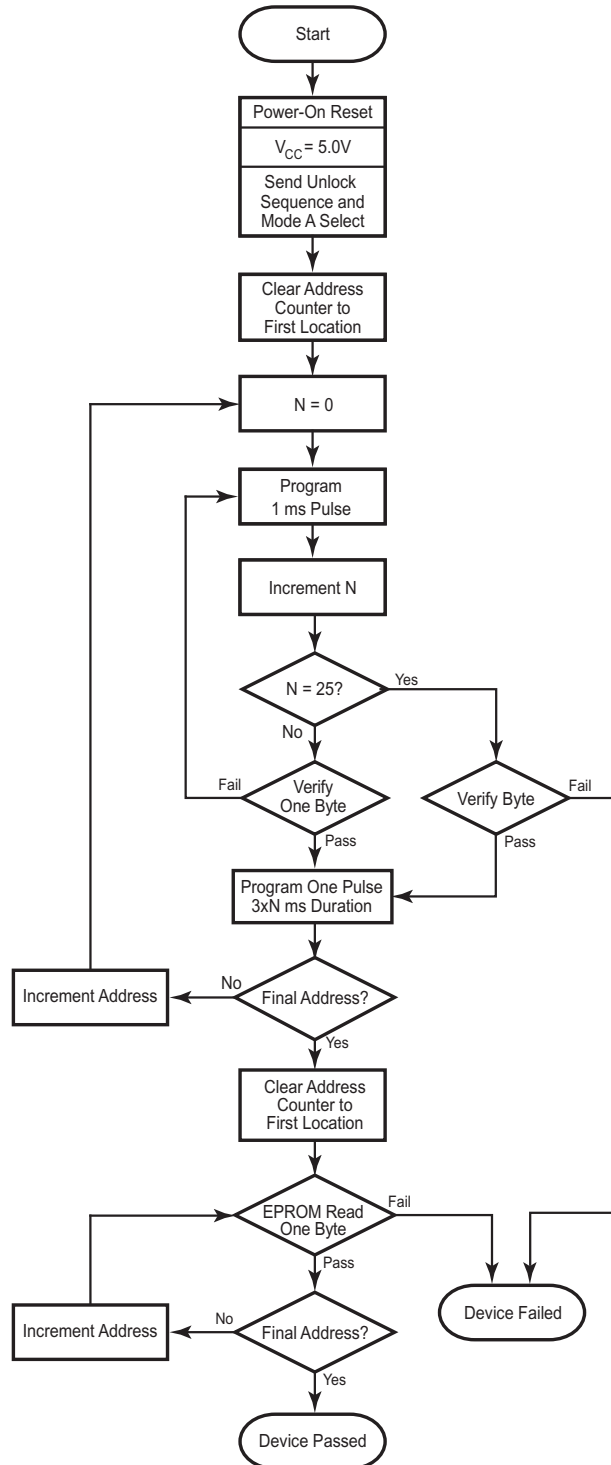 Start
Power-On Reset
VCC = 5.0V
Send Unlock
Sequence and
Mode A Select
Clear Address
Counter to
First Location
N = 0
Program
1 ms Pulse
Increment N
N = 25?
Yes
No
Fail
Verify
One Byte
Verify Byte
Fail
Pass
Pass
Program One Pulse
3xN ms Duration
Increment Address
No
Final Address?
Yes
Clear Address
Counter to
First Location
EPROM Read
One Byte
Fail
Pass
Device Failed
Increment Address
No
Final Address?
Yes
Device Passed